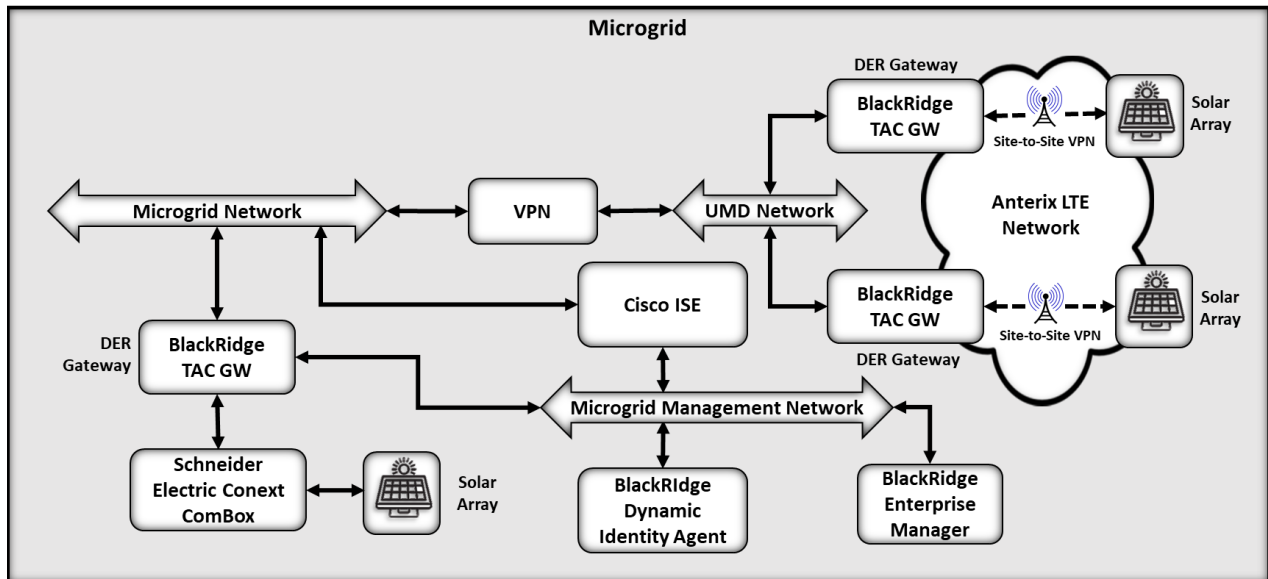 Microgrid
DER Gateway
BlackRidge
TAC GW
Site-to-Site VPN
Solar
Array
Microgrid Network
VPN
UMD Network
Anterix LTE
Network
Cisco ISE
BlackRidge
TAC GW
DER Gateway
Site-to-Site VPN
Solar
Array
DER
Gateway
BlackRidge
TAC GW
Microgrid Management Network
Schneider
Electric Conext
ComBox
Solar
Array
BlackRIdge
Dynamic
Identity Agent
BlackRidge
Enterprise
Manager